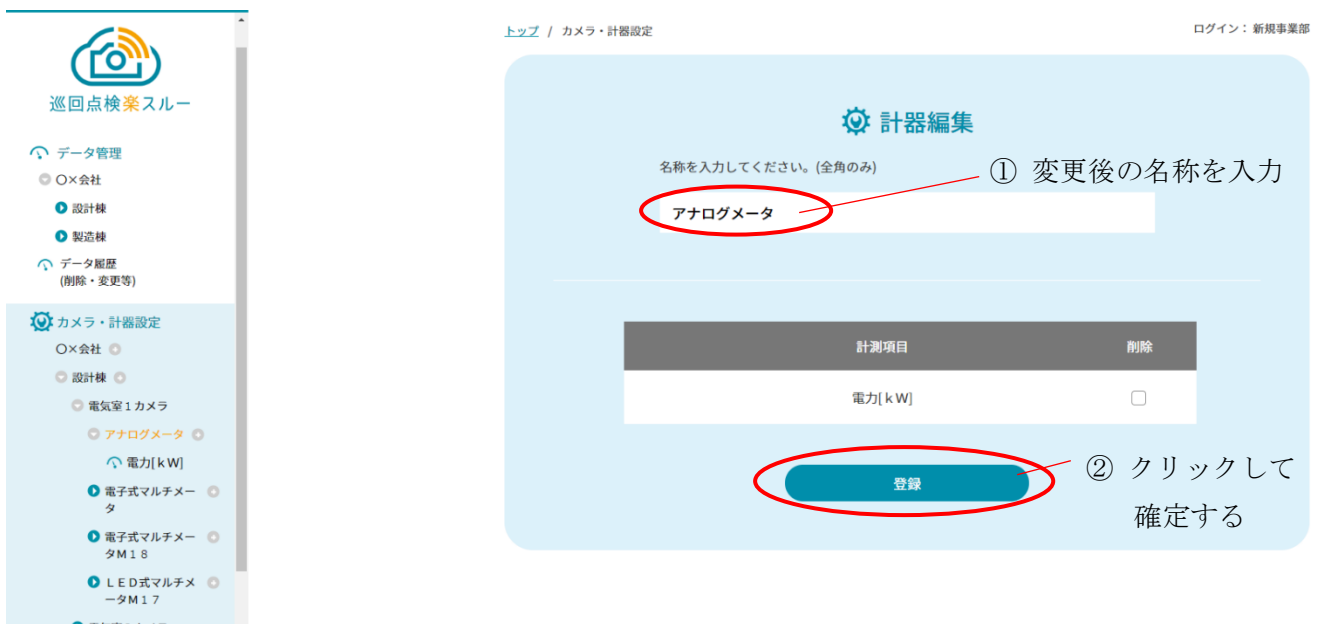 巡回点検楽スルー
データ管理
〇×会社
設計棟
製造棟
データ履歴
(削除・変更等)
カメラ・計器設定
〇×会社
設計棟
電気室１カメラ
アナログメータ
電力[ｋW]
電子式マルチメー
タ
電子式マルチメー
タM１８
ＬＥＤ式マルチメ
ータM１７
トップ / カメラ・計器設定
ログイン： 新規事業部
計器編集
名称を入力してください。(全角のみ)
① 変更後の名称を入力
アナログメータ
計測項目 削除
電力[ｋW]
登録
② クリックして
確定する